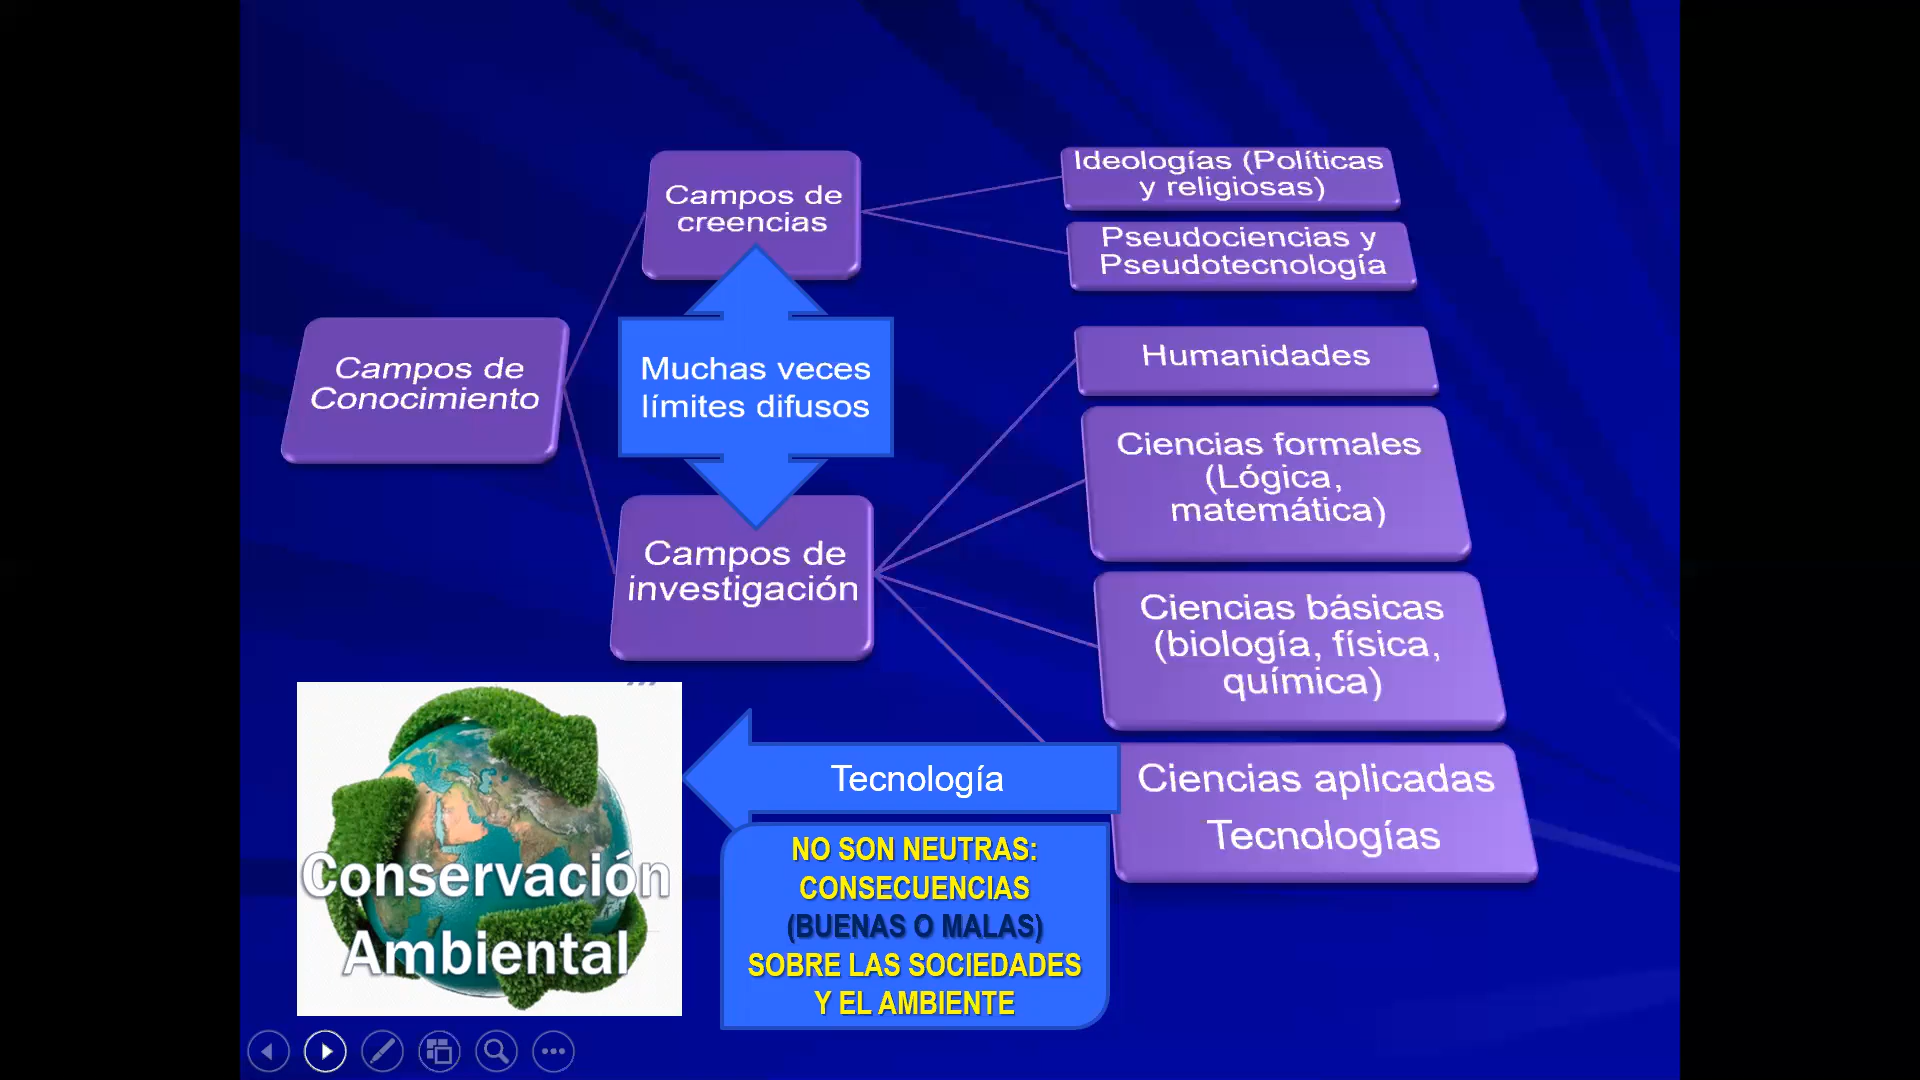 Campos de
Conocimiento
Campos de
creencias
Muchas veces
límites difusos
Campos de
investigación
Ideologías (Políticas
y religiosas)
Pseudociencias y
Pseudotecnología
Humanidades
Ciencias formales
(Lógica,
matemática)
Ciencias básicas
(biología, física,
química)
Ciencias aplicadas
Tecnologías
Tecnología
NO SON NEUTRAS:
CONSECUENCIAS
(BUENAS O MALAS)
SOBRE LAS SOCIEDADES
Y EL AMBIENTE
Conservación
Ambiental